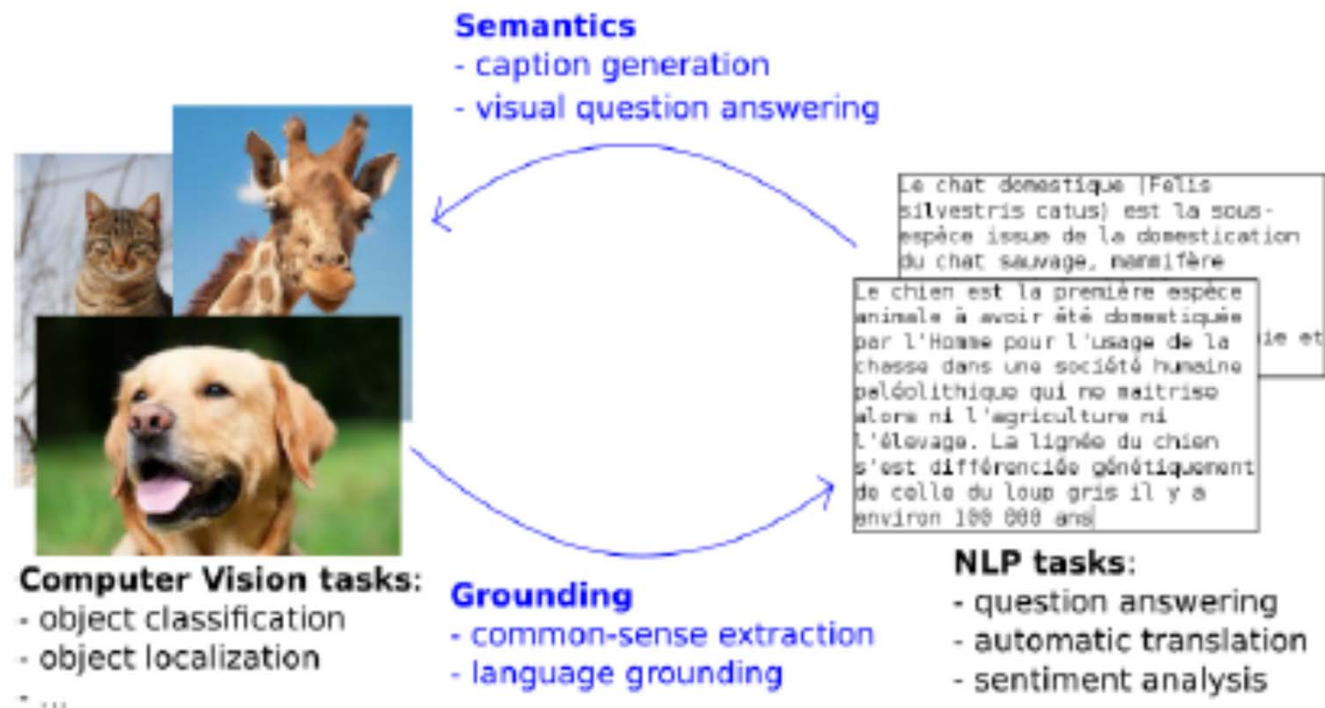 Semantics
- caption generation
- visual question answering
Le chat domestique (Felis
silvestris catus) est la sous-
espèce issue de la domestication
du chat sauvage, mammifère
ie et
Le chien est la première espèce
animale à avoir été domestiquée
par l'Homme pour l'usage de la
chasse dans une société humaine
paléolithique qui ne maitrise
alors ni l'agriculture ni
l'élevage. La lignée du chien
s'est différenciée génétiquement
de celle du loup gris il y a
environ 100 000 ans
Computer Vision tasks:
- object classification
- object localization
- ...
Grounding
- common-sense extraction
- language grounding
NLP tasks:
- question answering
- automatic translation
- sentiment analysis